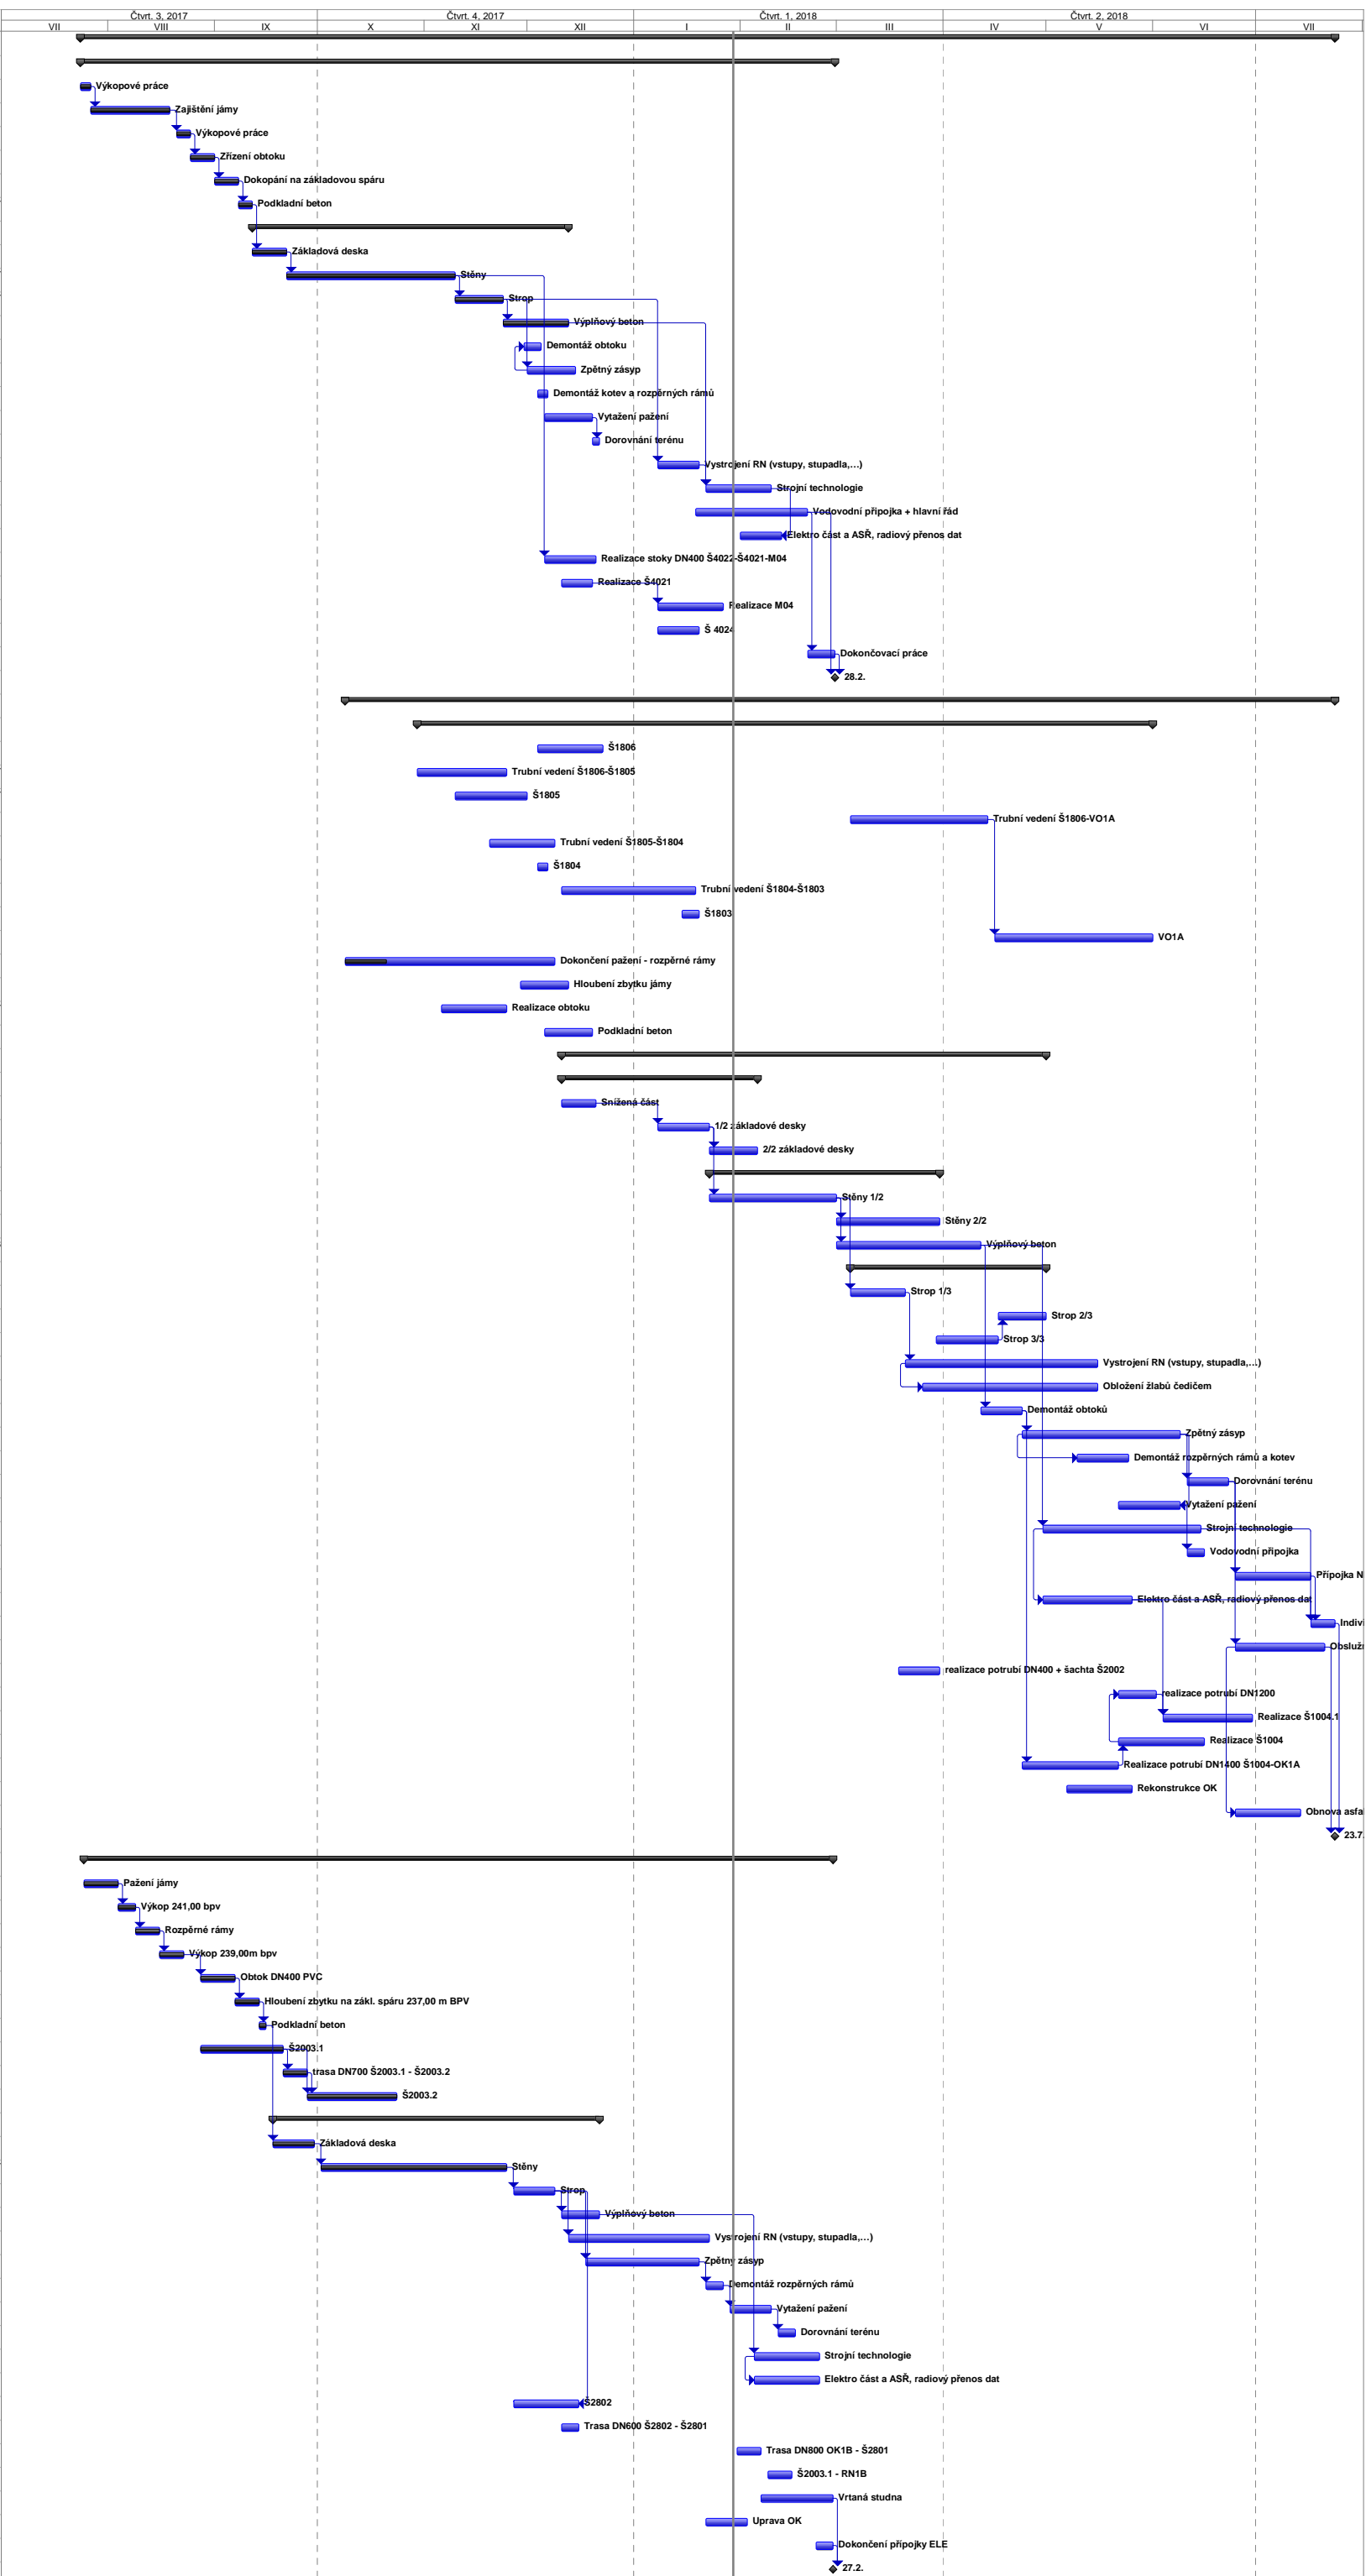 Čtvrt. 3, 2017 Čtvrt. 4, 2017 Čtvrt. 1, 2018 Čtvrt. 2, 2018
VII VIII IX X XI XII I II III IV V VI VII
Výkopové práce
Zajištění jámy
Výkopové práce
Zřízení obtoku
Dokopání na základovou spáru
Podkladní beton
Základová deska
Stěny
Strop
Výplňový beton
Demontáž obtoku
Zpětný zásyp
Demontáž kotev a rozpěrných rámů
Vytažení pažení
Dorovnání terénu
Vystrojení RN (vstupy, stupadla,...)
Strojní technologie
Vodovodní připojka + hlavní řád
Elektro část a ASŘ, radiový přenos dat
Realizace stoky DN400 Š4022-Š4021-M04
Realizace Š4021
Realizace M04
Š 4024
Dokončovací práce
28.2.
Š1806
Trubní vedení Š1806-Š1805
Š1805
Trubní vedení Š1806-VO1A
Trubní vedení Š1805-Š1804
Š1804
Trubní vedení Š1804-Š1803
Š1803
VO1A
Dokončení pažení - rozpěrné rámy
Hloubení zbytku jámy
Realizace obtoku
Podkladní beton
Snížená část
1/2 základové desky
2/2 základové desky
Stěny 1/2
Stěny 2/2
Výplňový beton
Strop 1/3
Strop 2/3
Strop 3/3
Vystrojení RN (vstupy, stupadla,...)
Obložení žlabů čedičem
Demontáž obtoků
Zpětný zásyp
Demontáž rozpěrných rámů a kotev
Dorovnání terénu
Vytažení pažení
Strojní technologie
Vodovodní připojka
Přípojka N
Elektro část a ASŘ, radiový přenos dat
Indivi
Obsluž
realizace potrubí DN400 + šachta Š2002
realizace potrubí DN1200
Realizace Š1004.1
Realizace Š1004
Realizace potrubí DN1400 Š1004-OK1A
Rekonstrukce OK
Obnova asfa
23.7.
Pažení jámy
Výkop 241,00 bpv
Rozpěrné rámy
Výkop 239,00m bpv
Obtok DN400 PVC
Hloubení zbytku na zákl. spáru 237,00 m BPV
Podkladní beton
Š2003.1
trasa DN700 Š2003.1 - Š2003.2
Š2003.2
Základová deska
Stěny
Strop
Výplňový beton
Vystrojení RN (vstupy, stupadla,...)
Zpětný zásyp
Demontáž rozpěrných rámů
Vytažení pažení
Dorovnání terénu
Strojní technologie
Elektro část a ASŘ, radiový přenos dat
Š2802
Trasa DN600 Š2802 - Š2801
Trasa DN800 OK1B - Š2801
Š2003.1 - RN1B
Vrtaná studna
Uprava OK
Dokončení přípojky ELE
27.2.